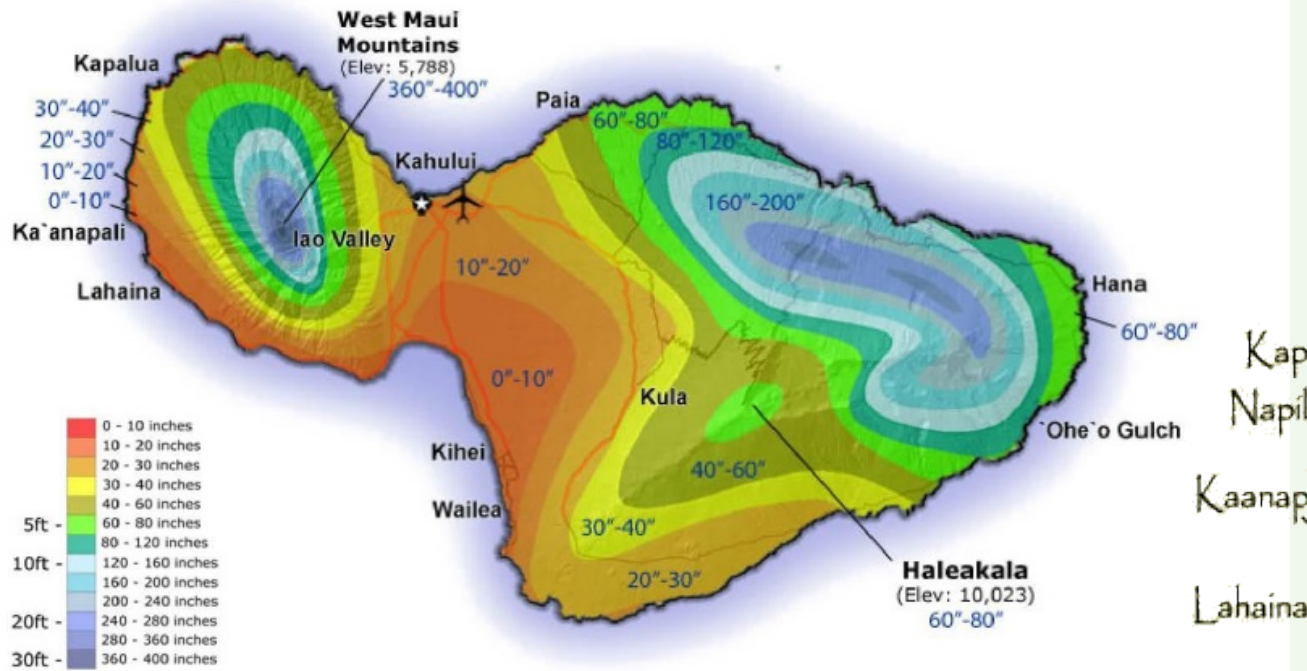 West Maui
Mountains
(Elev: 5,788)
360"-400"
Kapalua
30"-40"
20"-30"
10"-20"
0"-10"
Ka`anapali
Lahaina
Iao Valley
Kahului
Paia
60"-80"
80"-120"
160"-200"
10"-20"
0"-10"
Hana
60"-80"
Kula
`Ohe`o Gulch
Kihei
Wailea
40"-60"
30"-40"
20"-30"
Haleakala
(Elev: 10,023)
60"-80"
0 - 10 inches
10 - 20 inches
20 - 30 inches
30 - 40 inches
40 - 60 inches
5ft - 60 - 80 inches
80 - 120 inches
10ft - 120 - 160 inches
160 - 200 inches
200 - 240 inches
20ft - 240 - 280 inches
280 - 360 inches
30ft - 360 - 400 inches
Kap
Napil
Kaanap
Lahaina